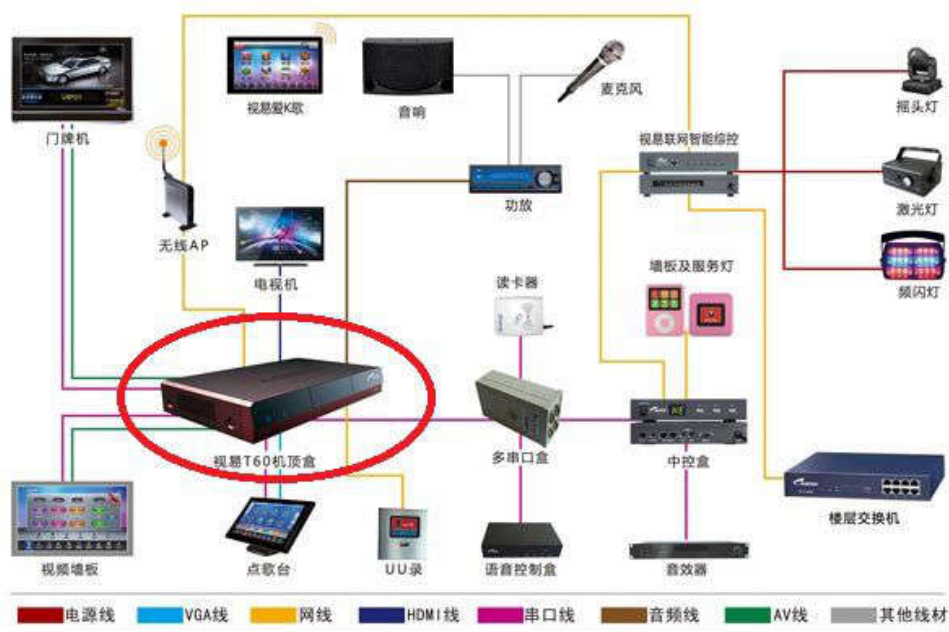 视易爱K歌
音响
麦克风
摇头灯
门牌机
视易联网智能综控
功放
激光灯
无线AP
电视机
读卡器
墙板及服务灯
频闪灯
视易T60机顶盒
多串口盒
中控盒
楼层交换机
视频墙板
点歌台
UU录
语音控制盒
音效器
电源线
VGA线
网线
HDMI线
串口线
音频线
AV线
其他线材